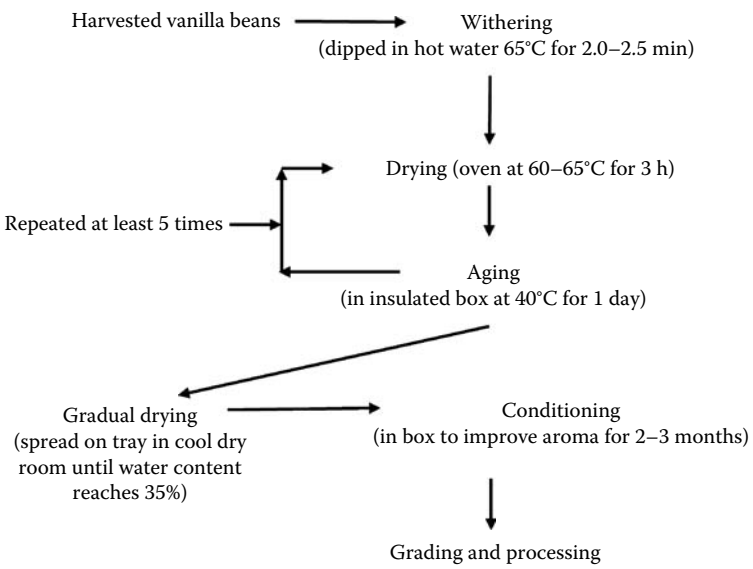 Harvested vanilla beans
Withering
(dipped in hot water 65°C for 2.0–2.5 min)
Drying (oven at 60–65°C for 3 h)
Repeated at least 5 times
Aging
(in insulated box at 40°C for 1 day)
Gradual drying
(spread on tray in cool dry
room until water content
reaches 35%)
Conditioning
(in box to improve aroma for 2–3 months)
Grading and processing